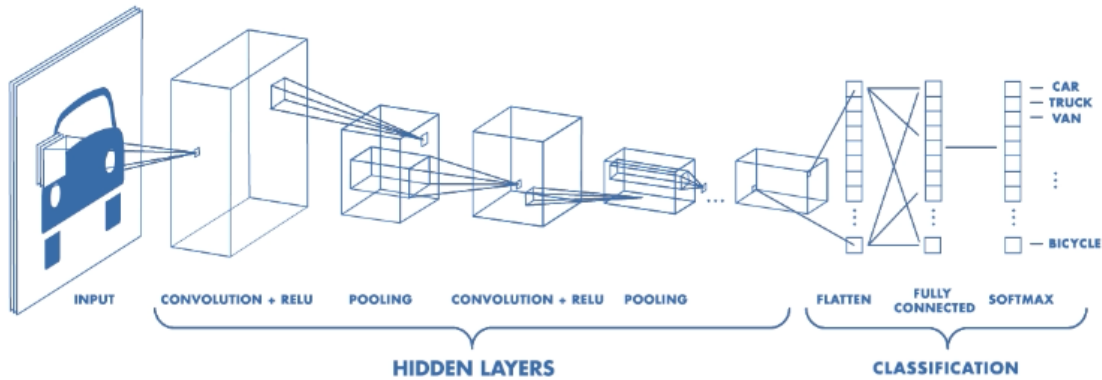 CAR
TRUCK
VAN
BICYCLE
INPUT
CONVOLUTION + RELU
POOLING
CONVOLUTION + RELU
POOLING
FLATTEN
FULLY
CONNECTED
SOFTMAX
HIDDEN LAYERS
CLASSIFICATION